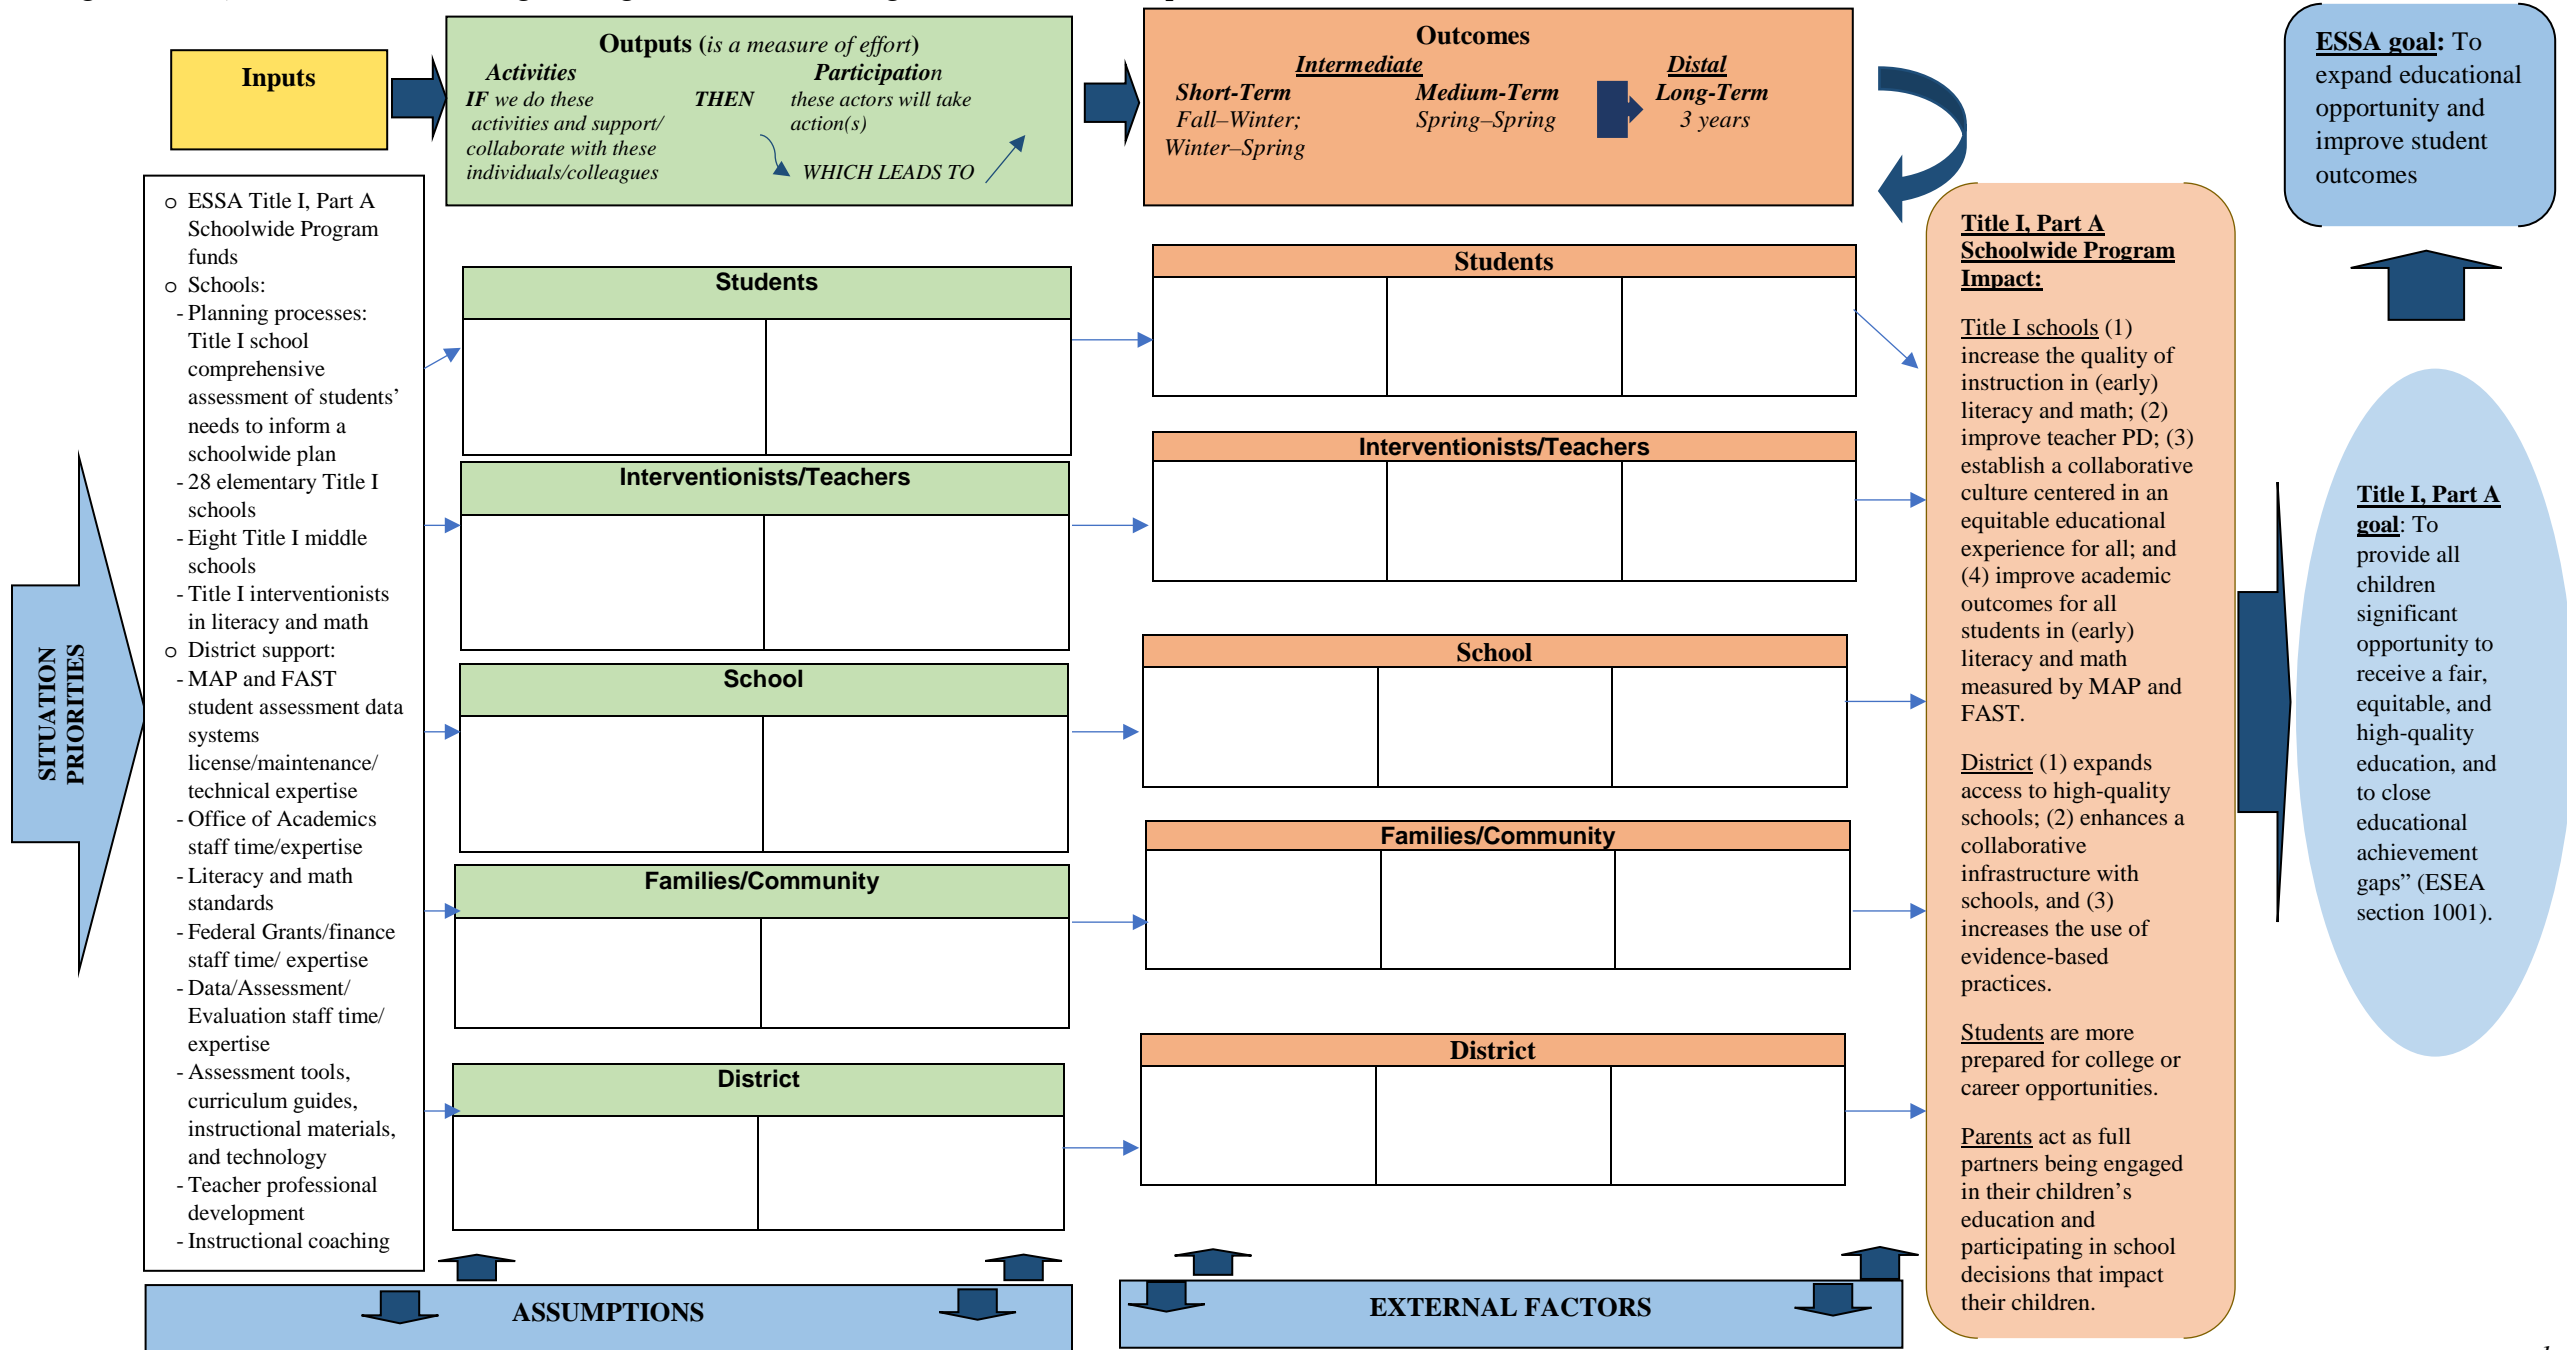 Inputs
Outputs (is a measure of effort)
Activities
Participation
IF we do these
activities and support/
collaborate with these
individuals/colleagues
THEN
these actors will take
action(s)
WHICH LEADS TO
Outcomes
Intermediate
Distal
Short-Term
Medium-Term
Long-Term
Fall–Winter;
Winter–Spring
Spring–Spring
3 years
ESSA goal: To
expand educational
opportunity and
improve student
outcomes
SITUATION
PRIORITIES
o ESSA Title I, Part A
Schoolwide Program
funds
o Schools:
- Planning processes:
Title I school
comprehensive
assessment of students’
needs to inform a
schoolwide plan
- 28 elementary Title I
schools
- Eight Title I middle
schools
- Title I interventionists
in literacy and math
o District support:
- MAP and FAST
student assessment data
systems
license/maintenance/
technical expertise
- Office of Academics
staff time/expertise
- Literacy and math
standards
- Federal Grants/finance
staff time/ expertise
- Data/Assessment/
Evaluation staff time/
expertise
- Assessment tools,
curriculum guides,
instructional materials,
and technology
- Teacher professional
development
- Instructional coaching
Students
Interventionists/Teachers
School
Families/Community
District
Students
Interventionists/Teachers
School
Families/Community
District
Title I, Part A
Schoolwide Program
Impact:
Title I schools (1)
increase the quality of
instruction in (early)
literacy and math; (2)
improve teacher PD; (3)
establish a collaborative
culture centered in an
equitable educational
experience for all; and
(4) improve academic
outcomes for all
students in (early)
literacy and math
measured by MAP and
FAST.
District (1) expands
access to high-quality
schools; (2) enhances a
collaborative
infrastructure with
schools, and (3)
increases the use of
evidence-based
practices.
Students are more
prepared for college or
career opportunities.
Parents act as full
partners being engaged
in their children’s
education and
participating in school
decisions that impact
their children.
Title I, Part A
goal: To
provide all
children
significant
opportunity to
receive a fair,
equitable, and
high-quality
education, and
to close
educational
achievement
gaps” (ESEA
section 1001).
ASSUMPTIONS
EXTERNAL FACTORS